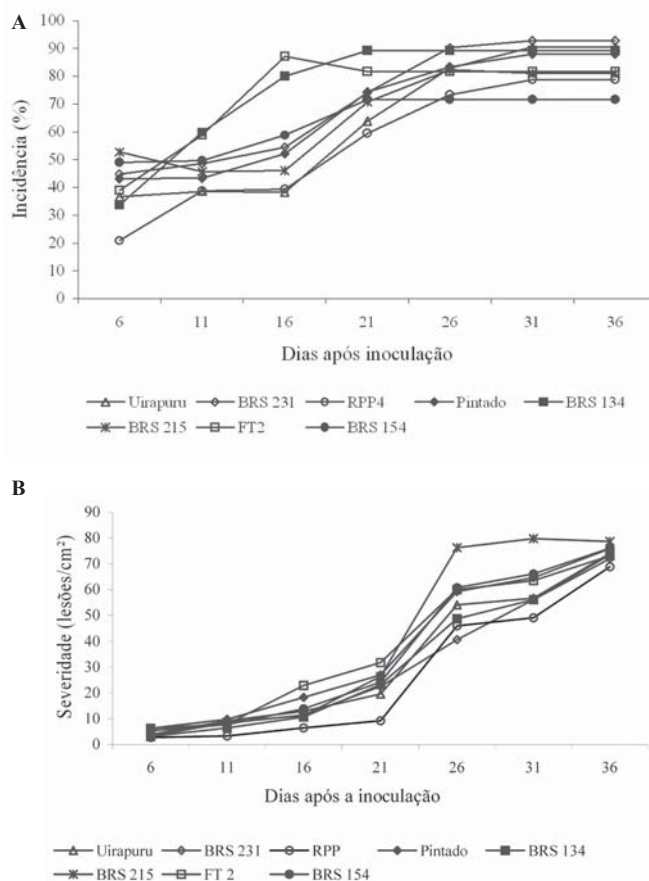 A
Incidência (%)
100
90
80
70
60
50
40
30
20
10
0
6 11 16 21 26 31 36
Dias após inoculação
Uirapuru BRS 231 RPP4 Pintado BRS 134
BRS 215 FT2 BRS 154
B
Severidade (lesões/cm²)
90
80
70
60
50
40
30
20
10
0
6 11 16 21 26 31 36
Dias após a inoculação
Uirapuru BRS 231 RPP Pintado BRS 134
BRS 215 FT 2 BRS 154